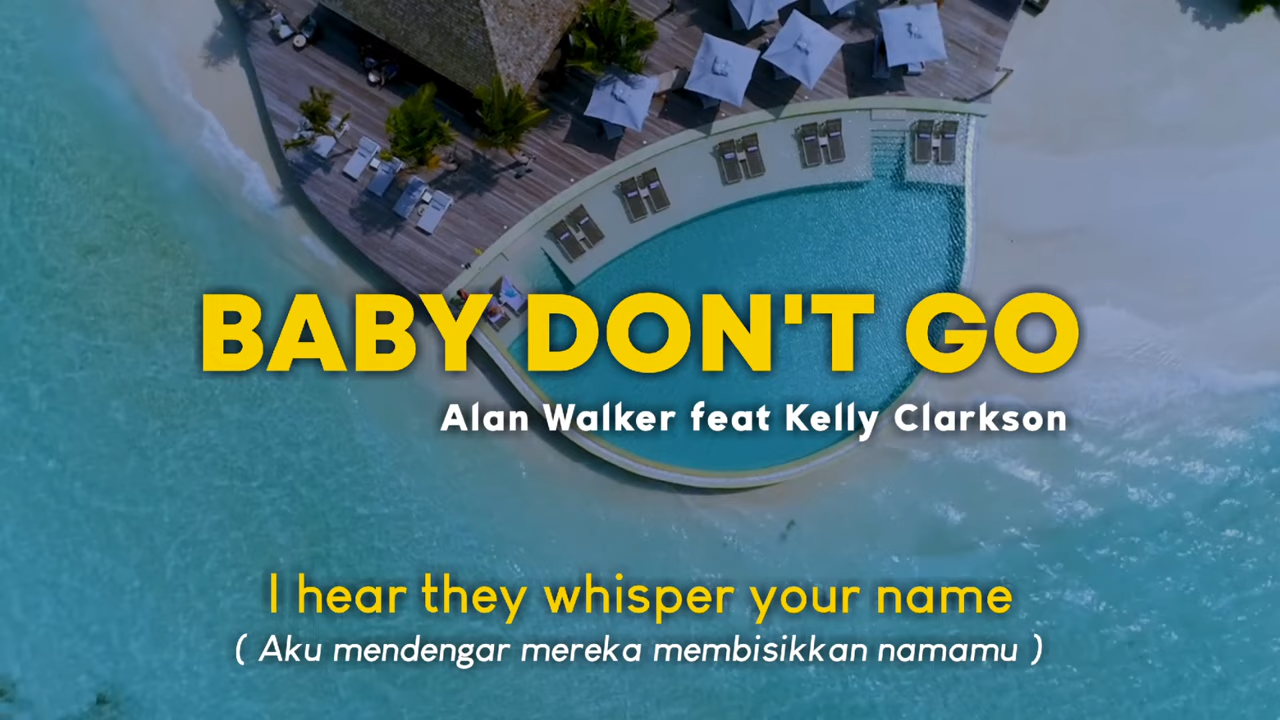 BABY DON'T GO
Alan Walker feat Kelly Clarkson
I hear they whisper your name
( Aku mendengar mereka membisikkan namamu )